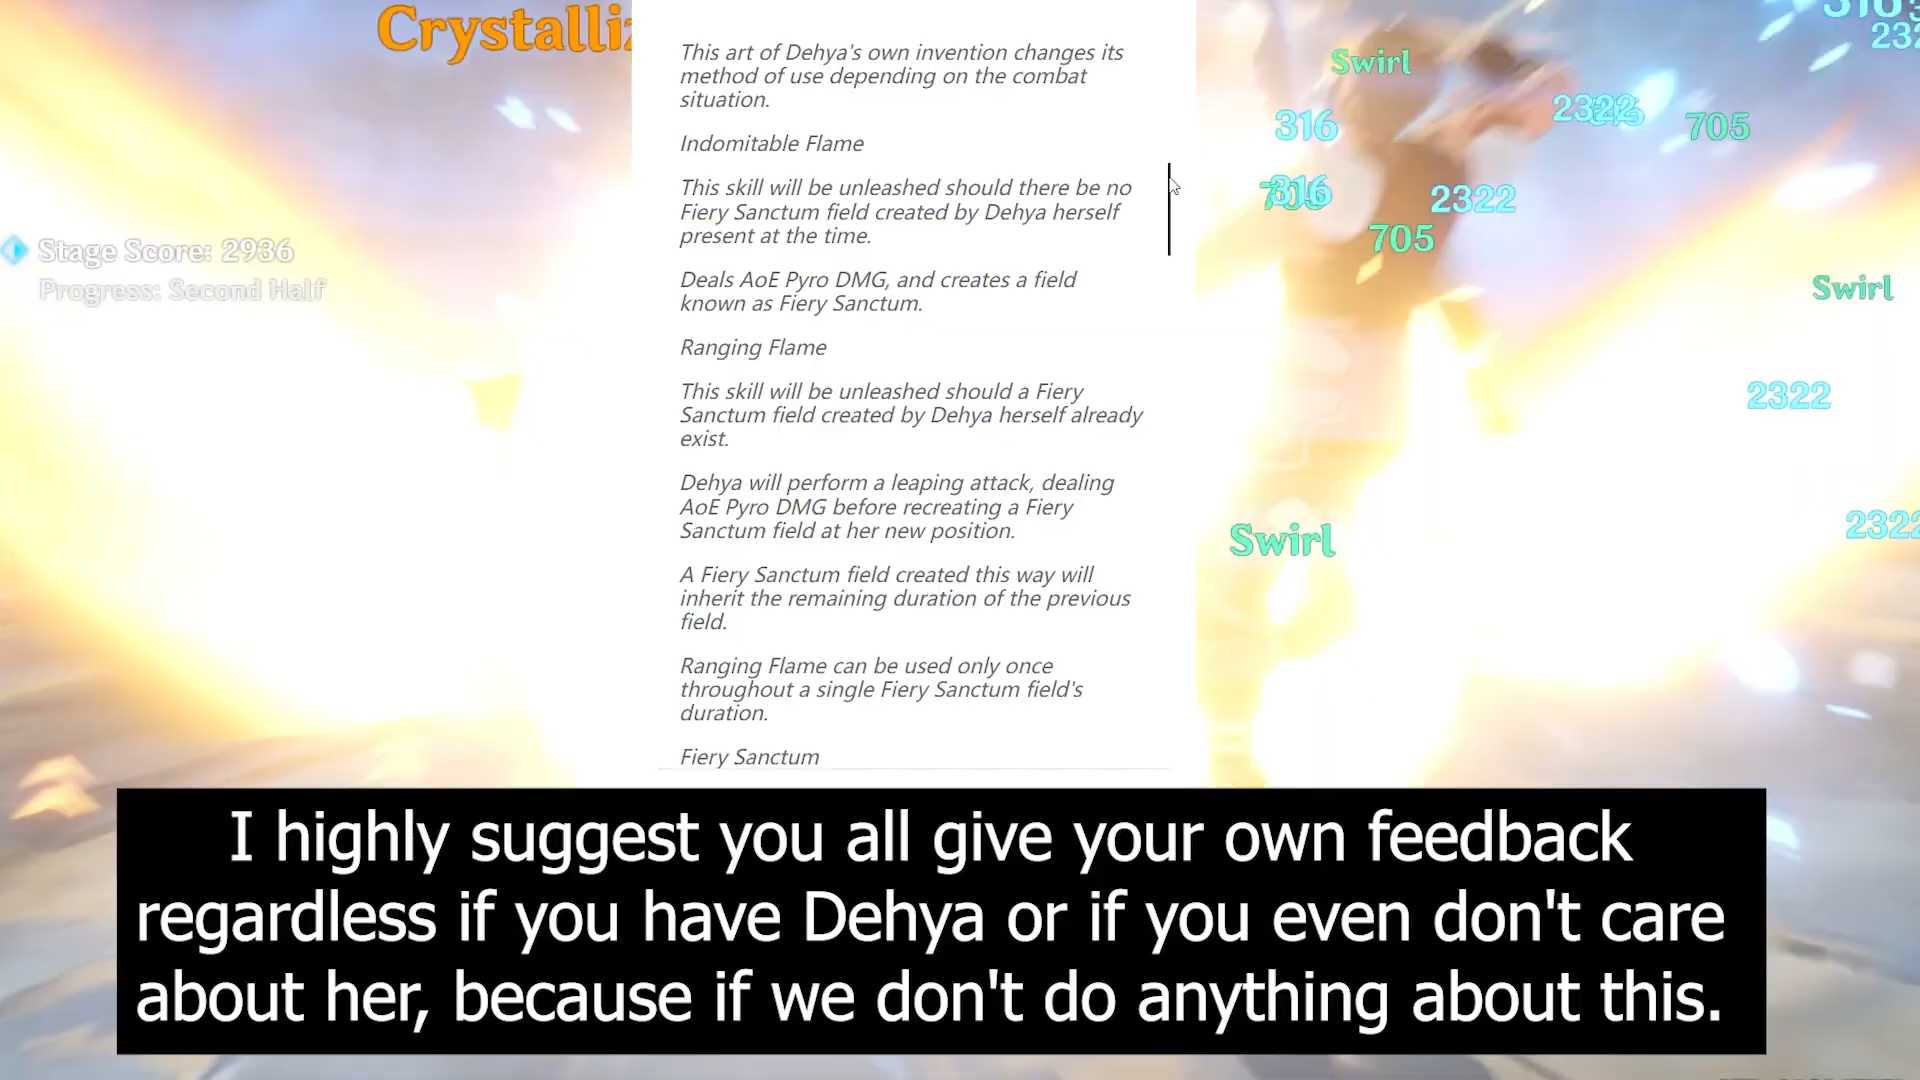 Crystalli
This art of Dehya's own invention changes its
method of use depending on the combat
situation.
Indomitable Flame
This skill will be unleashed should there be no
Fiery Sanctum field created by Dehya herself
present at the time.
Deals AoE Pyro DMG, and creates a field
known as Fiery Sanctum.
Ranging Flame
This skill will be unleashed should a Fiery
Sanctum field created by Dehya herself already
exist.
Dehya will perform a leaping attack, dealing
AoE Pyro DMG before recreating a Fiery
Sanctum field at her new position.
A Fiery Sanctum field created this way will
inherit the remaining duration of the previous
field.
Ranging Flame can be used only once
throughout a single Fiery Sanctum field's
duration.
Fiery Sanctum
Stage Score: 2936
Progress: Second Half
Swirl
316
2322
705
316
2322
705
Swirl
2322
Swirl
2322
I highly suggest you all give your own feedback
regardless if you have Dehya or if you even don't care
about her, because if we don't do anything about this.